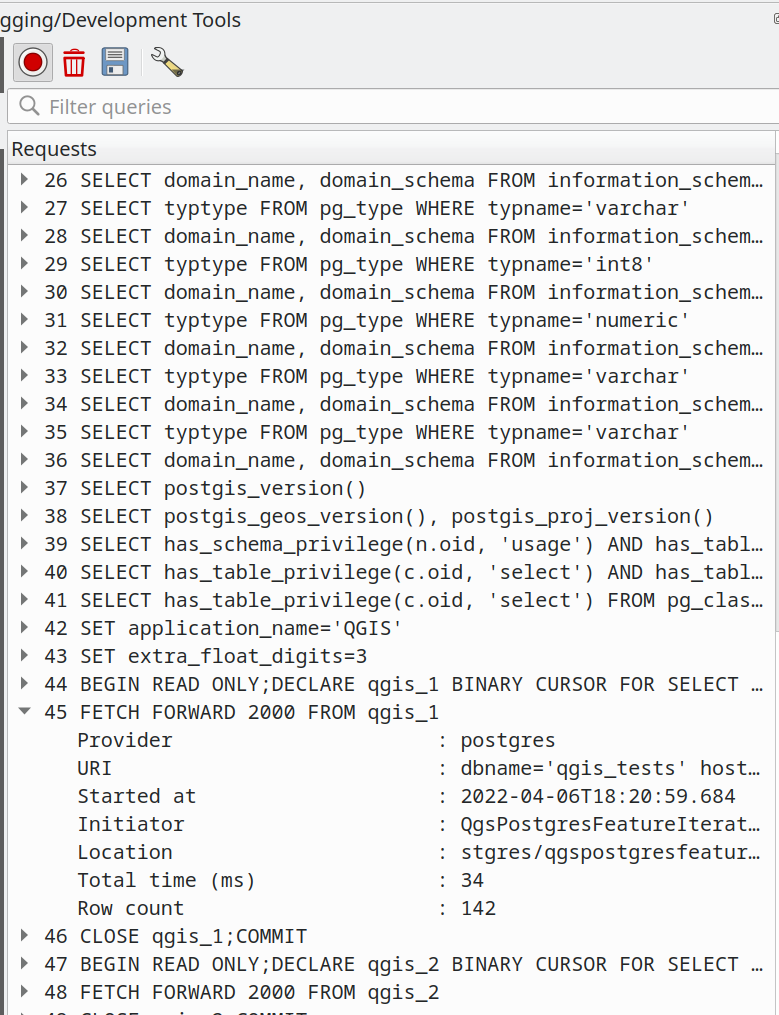 gging/Development Tools
Filter queries
Requests
26 SELECT domain_name, domain_schema FROM information_schem…
27 SELECT typtype FROM pg_type WHERE typname='varchar'
28 SELECT domain_name, domain_schema FROM information_schem…
29 SELECT typtype FROM pg_type WHERE typname='int8'
30 SELECT domain_name, domain_schema FROM information_schem…
31 SELECT typtype FROM pg_type WHERE typname='numeric'
32 SELECT domain_name, domain_schema FROM information_schem…
33 SELECT typtype FROM pg_type WHERE typname='varchar'
34 SELECT domain_name, domain_schema FROM information_schem…
35 SELECT typtype FROM pg_type WHERE typname='varchar'
36 SELECT domain_name, domain_schema FROM information_schem…
37 SELECT postgis_version()
38 SELECT postgis_geos_version(), postgis_proj_version()
39 SELECT has_schema_privilege(n.oid, 'usage') AND has_tabl…
40 SELECT has_table_privilege(c.oid, 'select') AND has_tabl…
41 SELECT has_table_privilege(c.oid, 'select') FROM pg_clas…
42 SET application_name='QGIS'
43 SET extra_float_digits=3
44 BEGIN READ ONLY;DECLARE qgis_1 BINARY CURSOR FOR SELECT …
45 FETCH FORWARD 2000 FROM qgis_1
Provider : postgres
URI : dbname='qgis_tests' host…
Started at : 2022-04-06T18:20:59.684
Initiator : QgsPostgresFeatureIterat…
Location : stgres/qgspostgresfeatur…
Total time (ms) : 34
Row count : 142
46 CLOSE qgis_1;COMMIT
47 BEGIN READ ONLY;DECLARE qgis_2 BINARY CURSOR FOR SELECT …
48 FETCH FORWARD 2000 FROM qgis_2